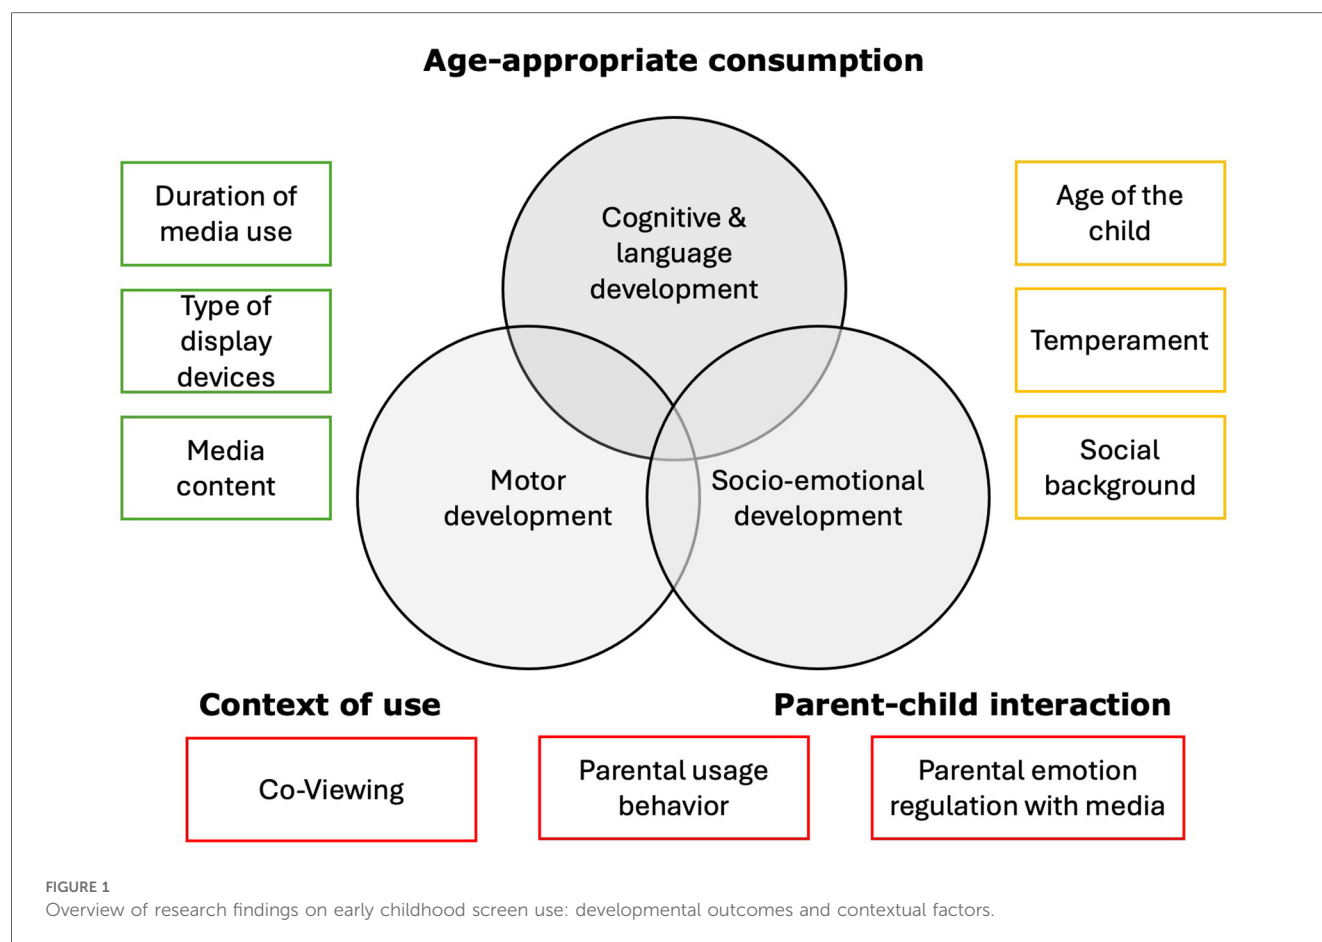 Age-appropriate consumption
Duration of
media use
Type of
display
devices
Media
content
Cognitive &
language
development
Motor
development
Socio-emotional
development
Age of the
child
Temperament
Social
background
Context of use
Parent-child interaction
Co-Viewing
Parental usage
behavior
Parental emotion
regulation with media
FIGURE 1
Overview of research findings on early childhood screen use: developmental outcomes and contextual factors.